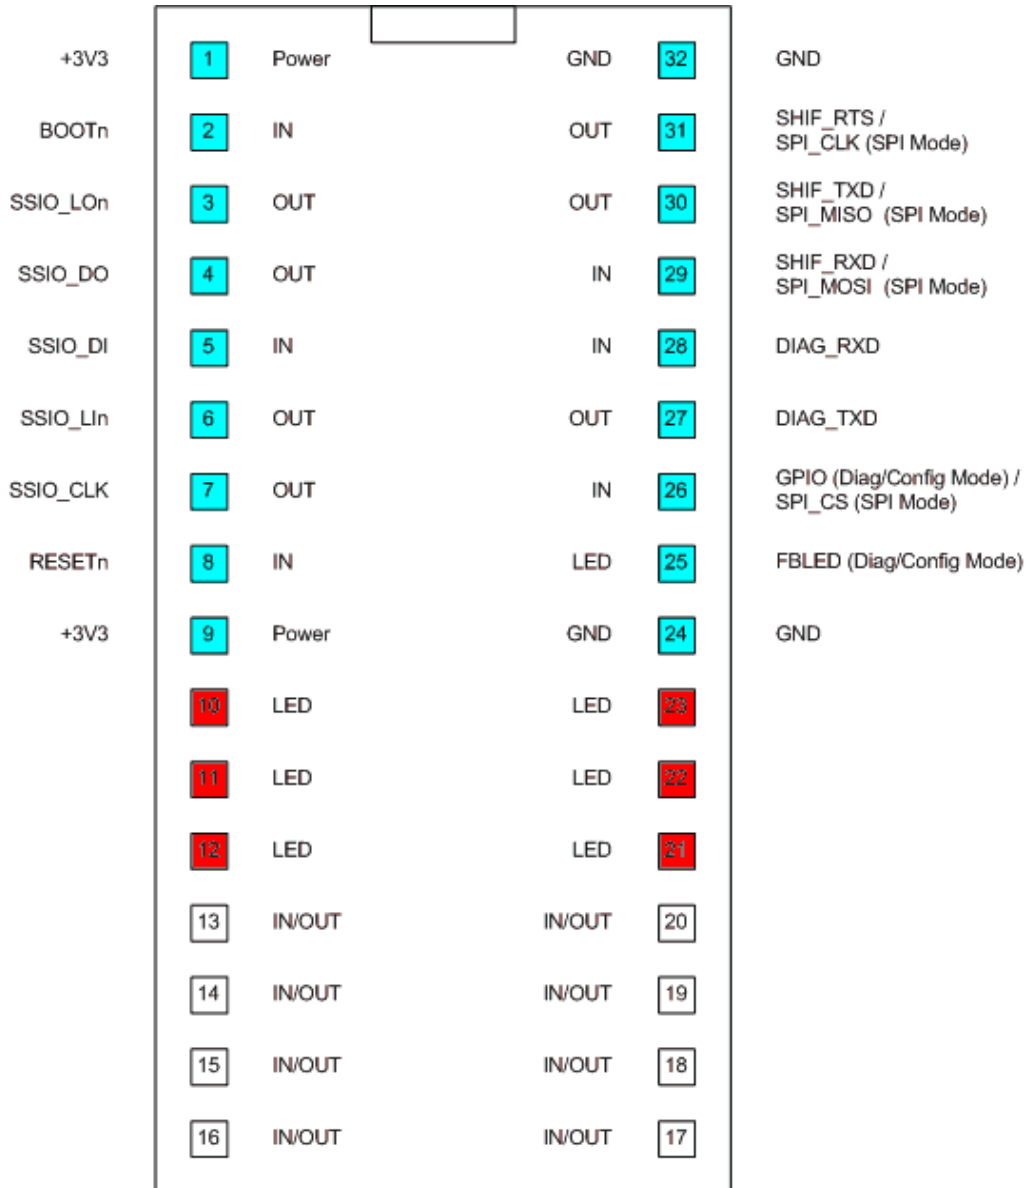 +3V3 1 Power GND 32 GND
BOOTn 2 IN OUT 31 SHIF_RTS /
SPI_CLK (SPI Mode)
SSIO_LOn 3 OUT OUT 30 SHIF_TXD /
SPI_MISO (SPI Mode)
SSIO_DO 4 OUT IN 29 SHIF_RXD /
SPI_MOSI (SPI Mode)
SSIO_DI 5 IN IN 28 DIAG_RXD
SSIO_LIn 6 OUT OUT 27 DIAG_TXD
SSIO_CLK 7 OUT IN 26 GPIO (Diag/Config Mode) /
SPI_CS (SPI Mode)
RESETn 8 IN LED 25 FBLED (Diag/Config Mode)
+3V3 9 Power GND 24 GND
10 LED LED 23
11 LED LED 22
12 LED LED 21
13 IN/OUT IN/OUT 20
14 IN/OUT IN/OUT 19
15 IN/OUT IN/OUT 18
16 IN/OUT IN/OUT 17